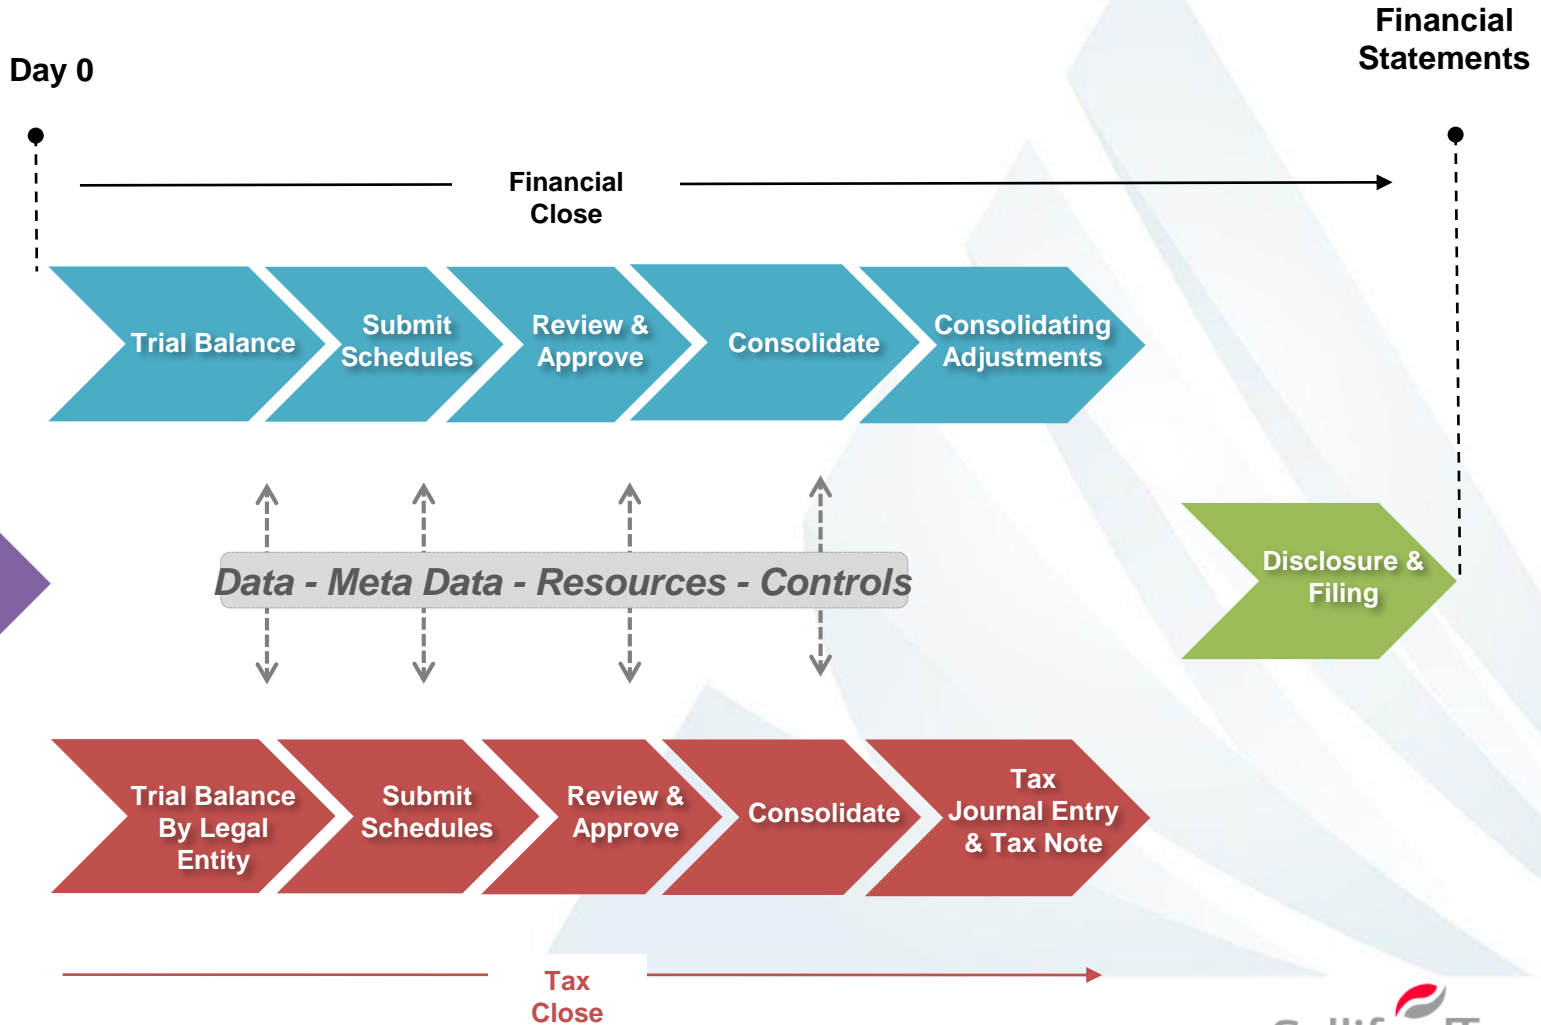 Financial
Statements
Day 0
Financial
Close
Trial Balance
Submit
Schedules
Review &
Approve
Consolidate
Consolidating
Adjustments
Data - Meta Data - Resources - Controls
Disclosure &
Filing
Trial Balance
By Legal
Entity
Submit
Schedules
Review &
Approve
Consolidate
Tax
Journal Entry
& Tax Note
Tax
Close